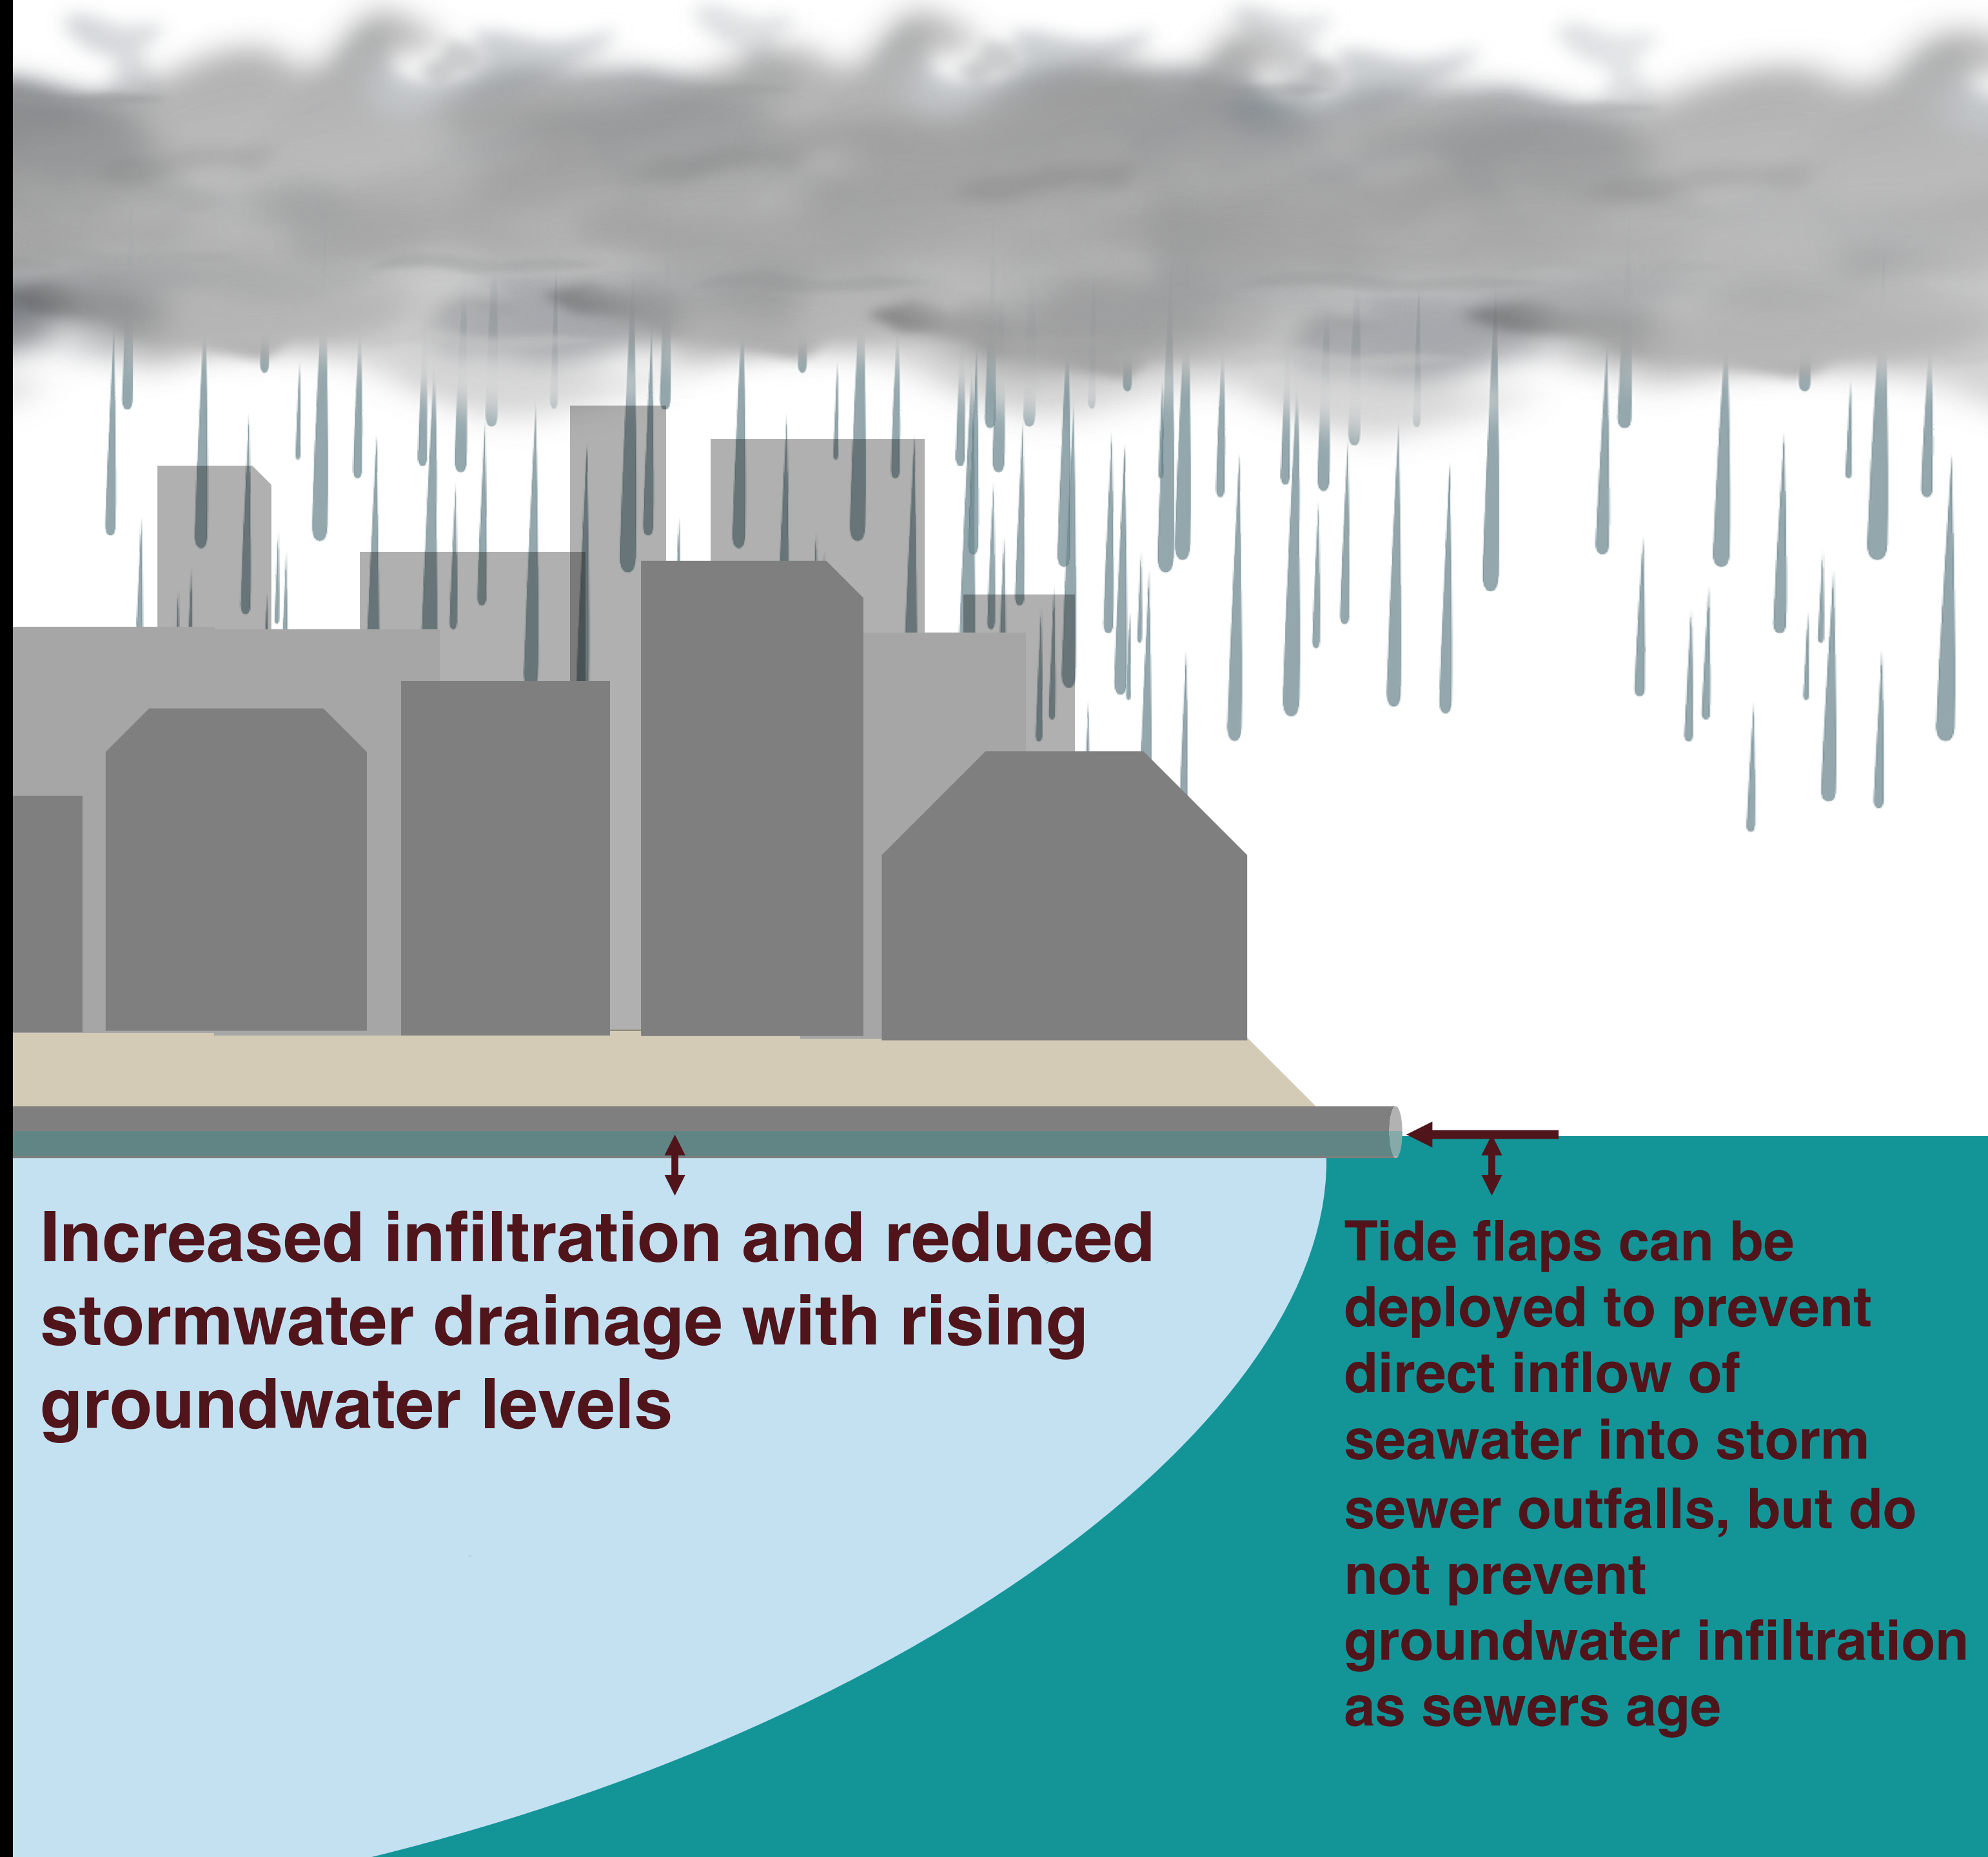 Increased infiltration and reduced
stormwater drainage with rising
groundwater levels
Tide flaps can be
deployed to prevent
direct inflow of
seawater into storm
sewer outfalls, but do
not prevent
groundwater infiltration
as sewers age